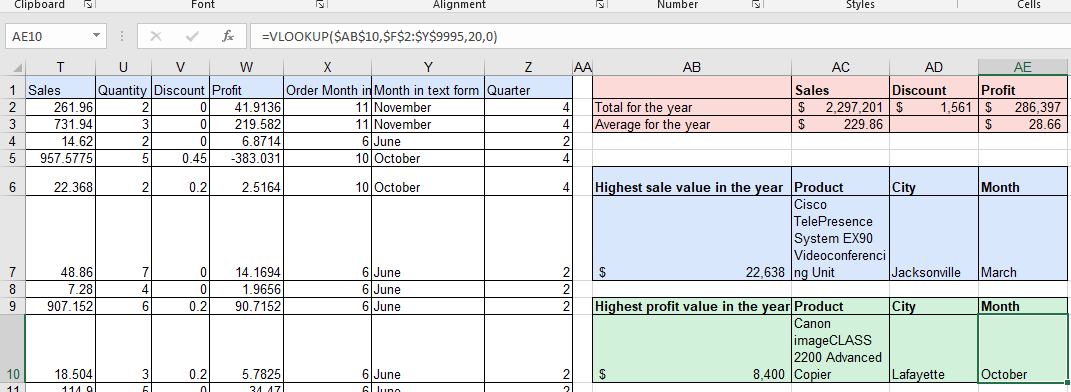 Clipboard Font Alignment Number Styles Cells
AE10 fx =VLOOKUP($AB$10,$F$2:$Y$9995,20,0)
T U V W X Y Z AA AB AC AD AE
1 Sales Quantity Discount Profit Order Month in Month in text form Quarter Sales Discount Profit
2 261.96 2 0 41.9136 11 November 4 Total for the year $ 2,297,201 $ 1,561 $ 286,397
3 731.94 3 0 219.582 11 November 4 Average for the year $ 229.86 $ 28.66
4 14.62 2 0 6.8714 6 June 2
5 957.5775 5 0.45 -383.031 10 October 4
6 22.368 2 0.2 2.5164 10 October 4 Highest sale value in the year Product City Month
Cisco
TelePresence
System EX90
Videoconferenci
7 48.86 7 0 14.1694 6 June 2 $ 22,638 ng Unit Jacksonville March
8 7.28 4 0 1.9656 6 June 2
9 907.152 6 0.2 90.7152 6 June 2 Highest profit value in the year Product City Month
Canon
imageCLASS
2200 Advanced
10 18.504 3 0.2 5.7825 6 June 2 $ 8,400 Copier Lafayette October
11 114.9 5 0 34.47 6 June 2